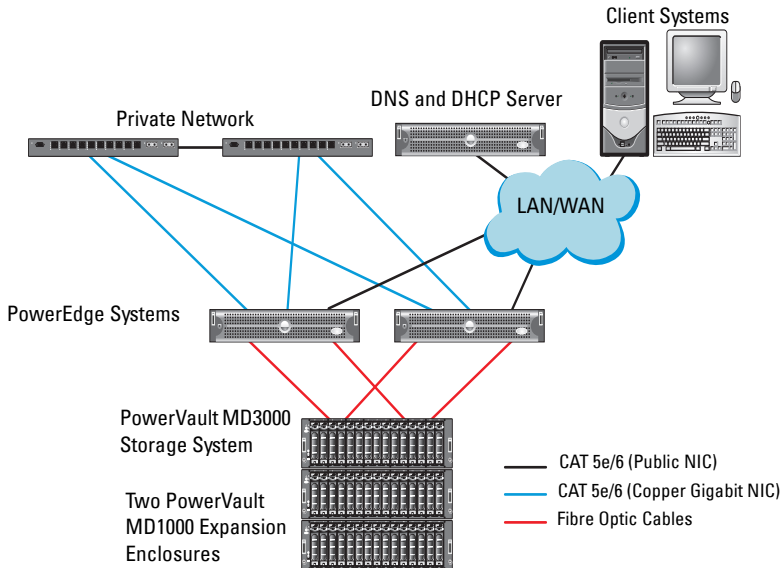 Client Systems
DNS and DHCP Server
Private Network
LAN/WAN
PowerEdge Systems
PowerVault MD3000
Storage System
Two PowerVault
MD1000 Expansion
Enclosures
CAT 5e/6 (Public NIC)
CAT 5e/6 (Copper Gigabit NIC)
Fibre Optic Cables